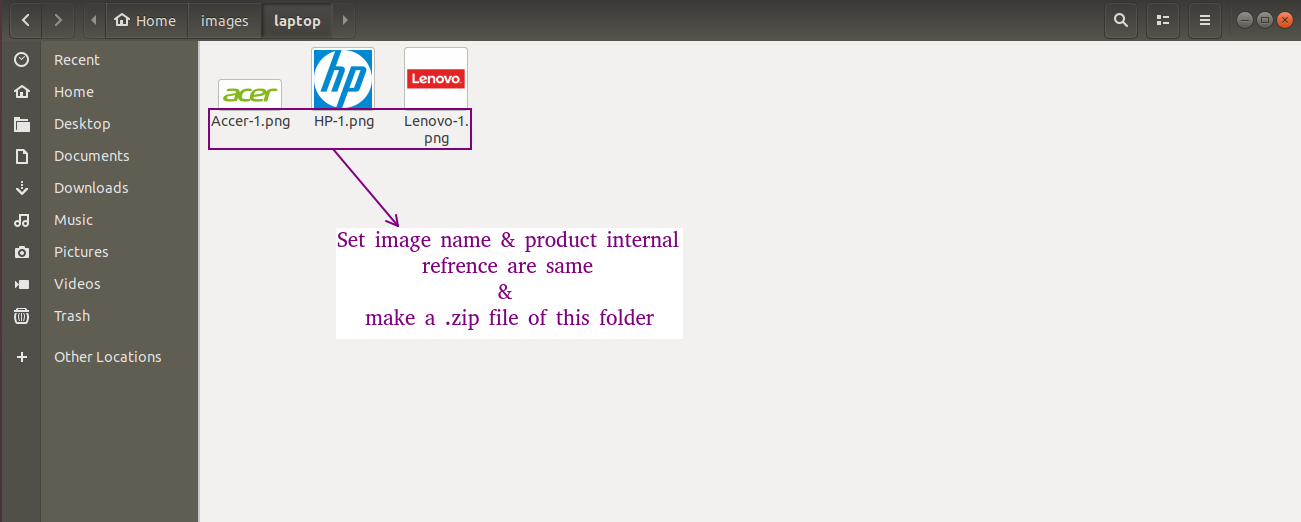 Home images laptop
Recent
Home
Desktop
Documents
Downloads
Music
Pictures
Videos
Trash
Other Locations
acer hp Lenovo
Accer-1.png HP-1.png Lenovo-1.
png
Set image name & product internal
refrence are same
&
make a .zip file of this folder